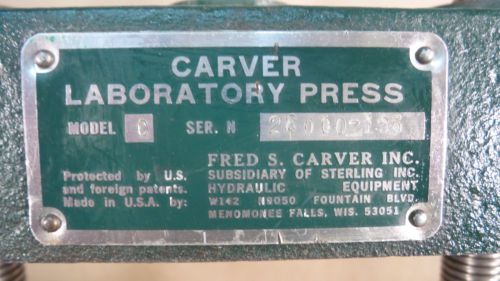 CARVER
LABORATORY PRESS
MODEL C SER. N
FRED S. CARVER INC.
Protected by U.S. SUBSIDIARY OF STERLING INC.
and foreign patents. HYDRAULIC EQUIPMENT
Made in U.S.A. by: W142 N9050 FOUNTAIN BLVD.
MENOMONEE FALLS, WIS. 53051